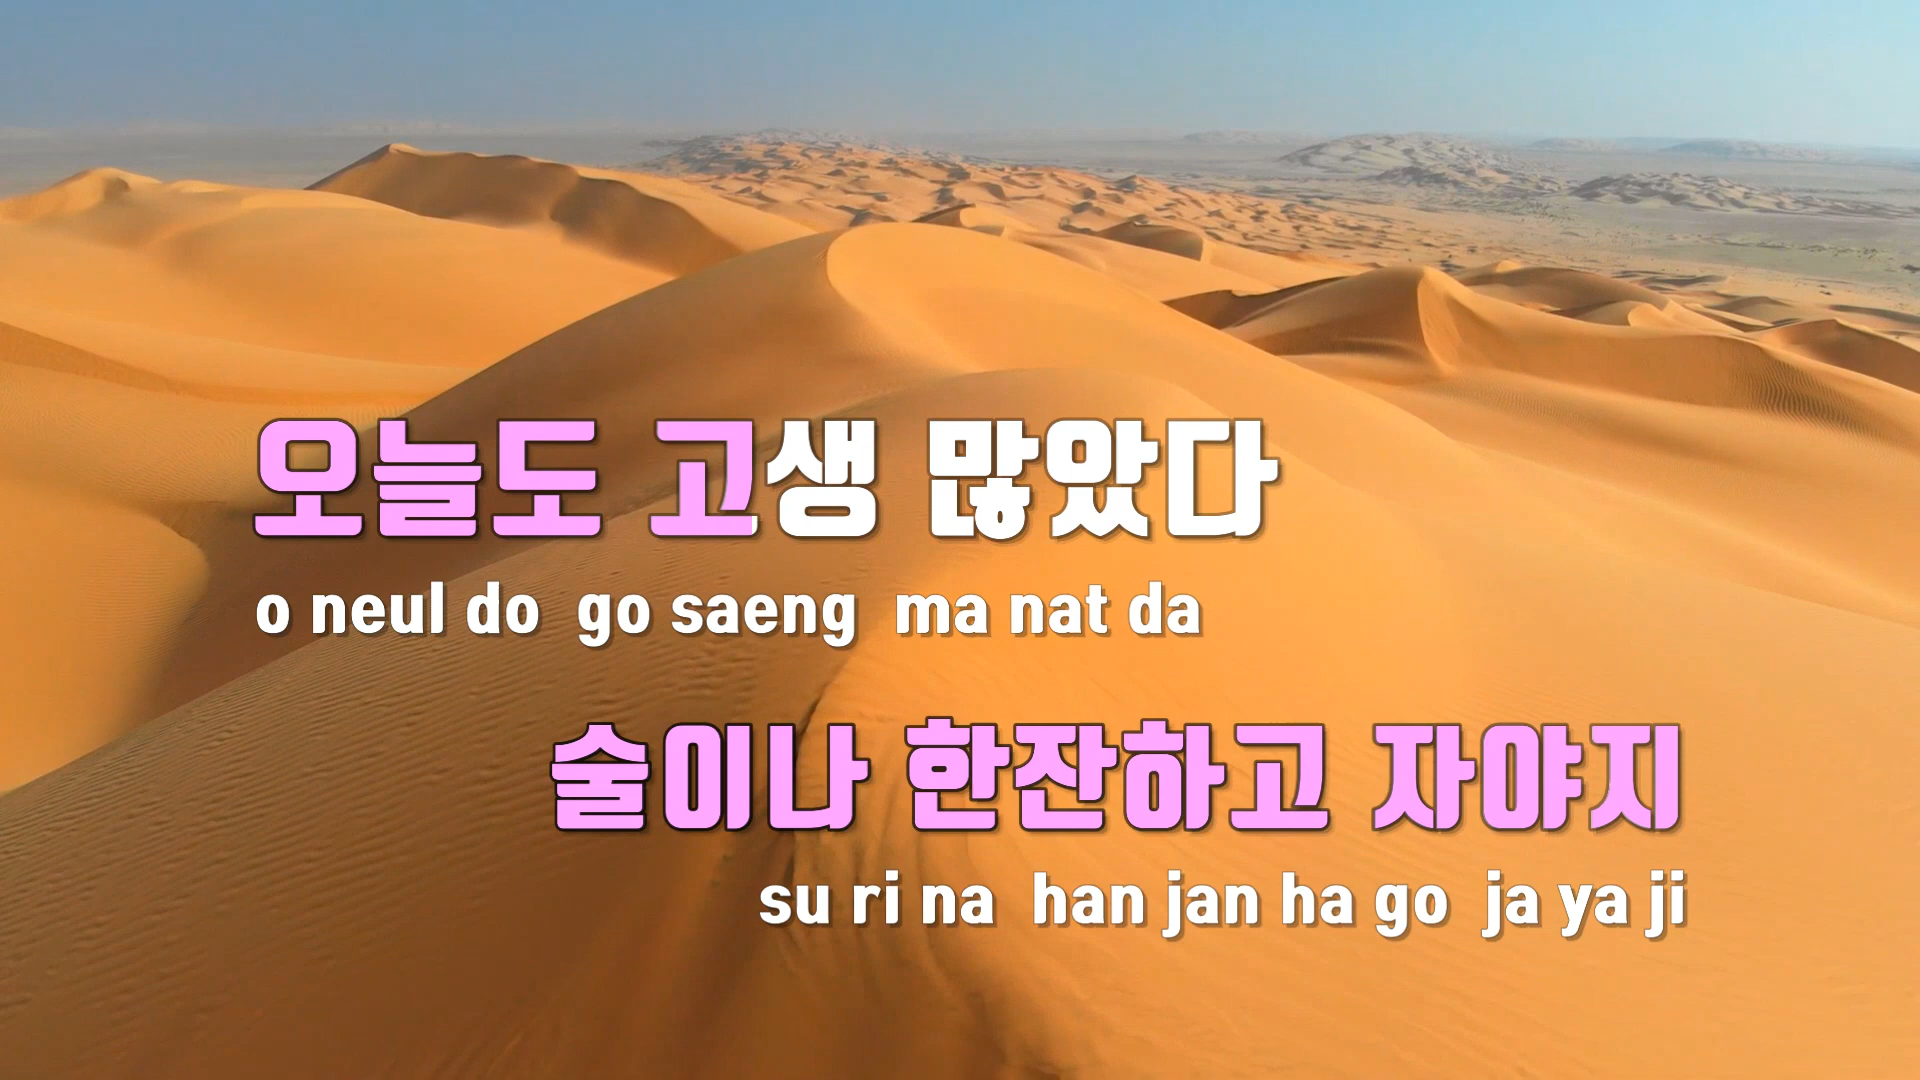 오늘도 고생 많았다
o neul do go saeng ma nat da
술이나 한잔하고 자야지
su ri na han jan ha go ja ya ji